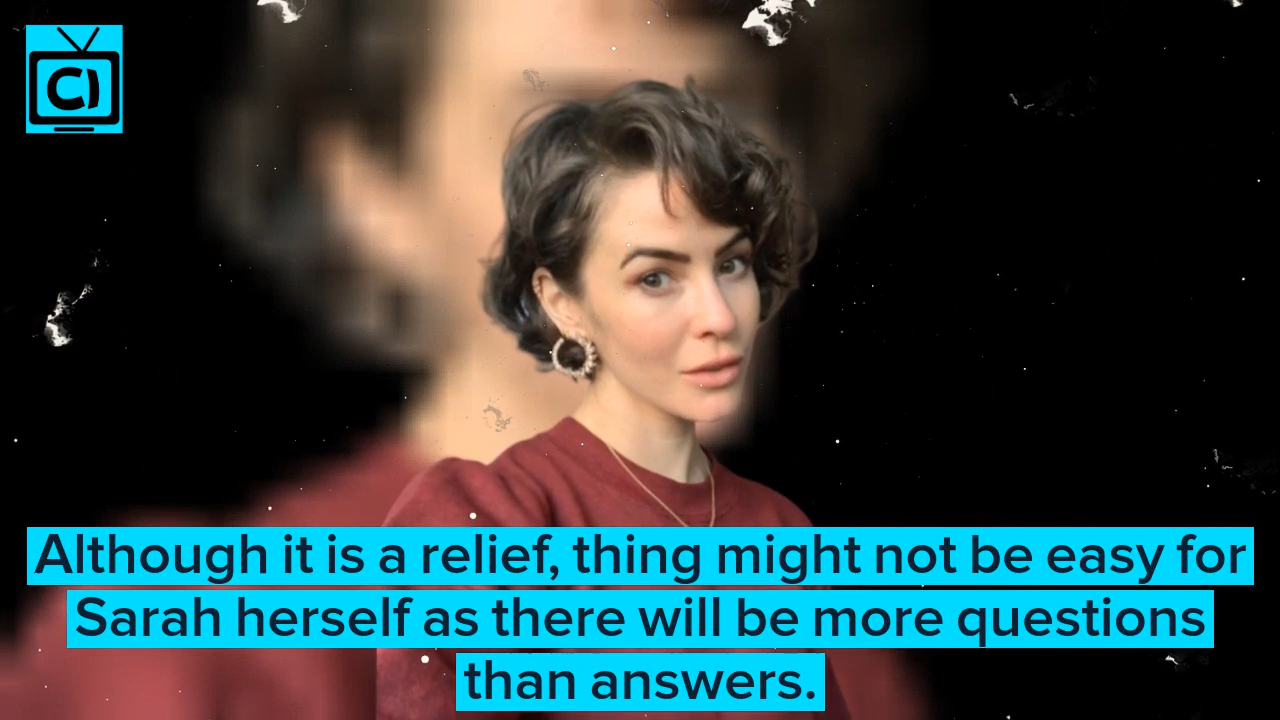 CI
Although it is a relief, thing might not be easy for
Sarah herself as there will be more questions
than answers.